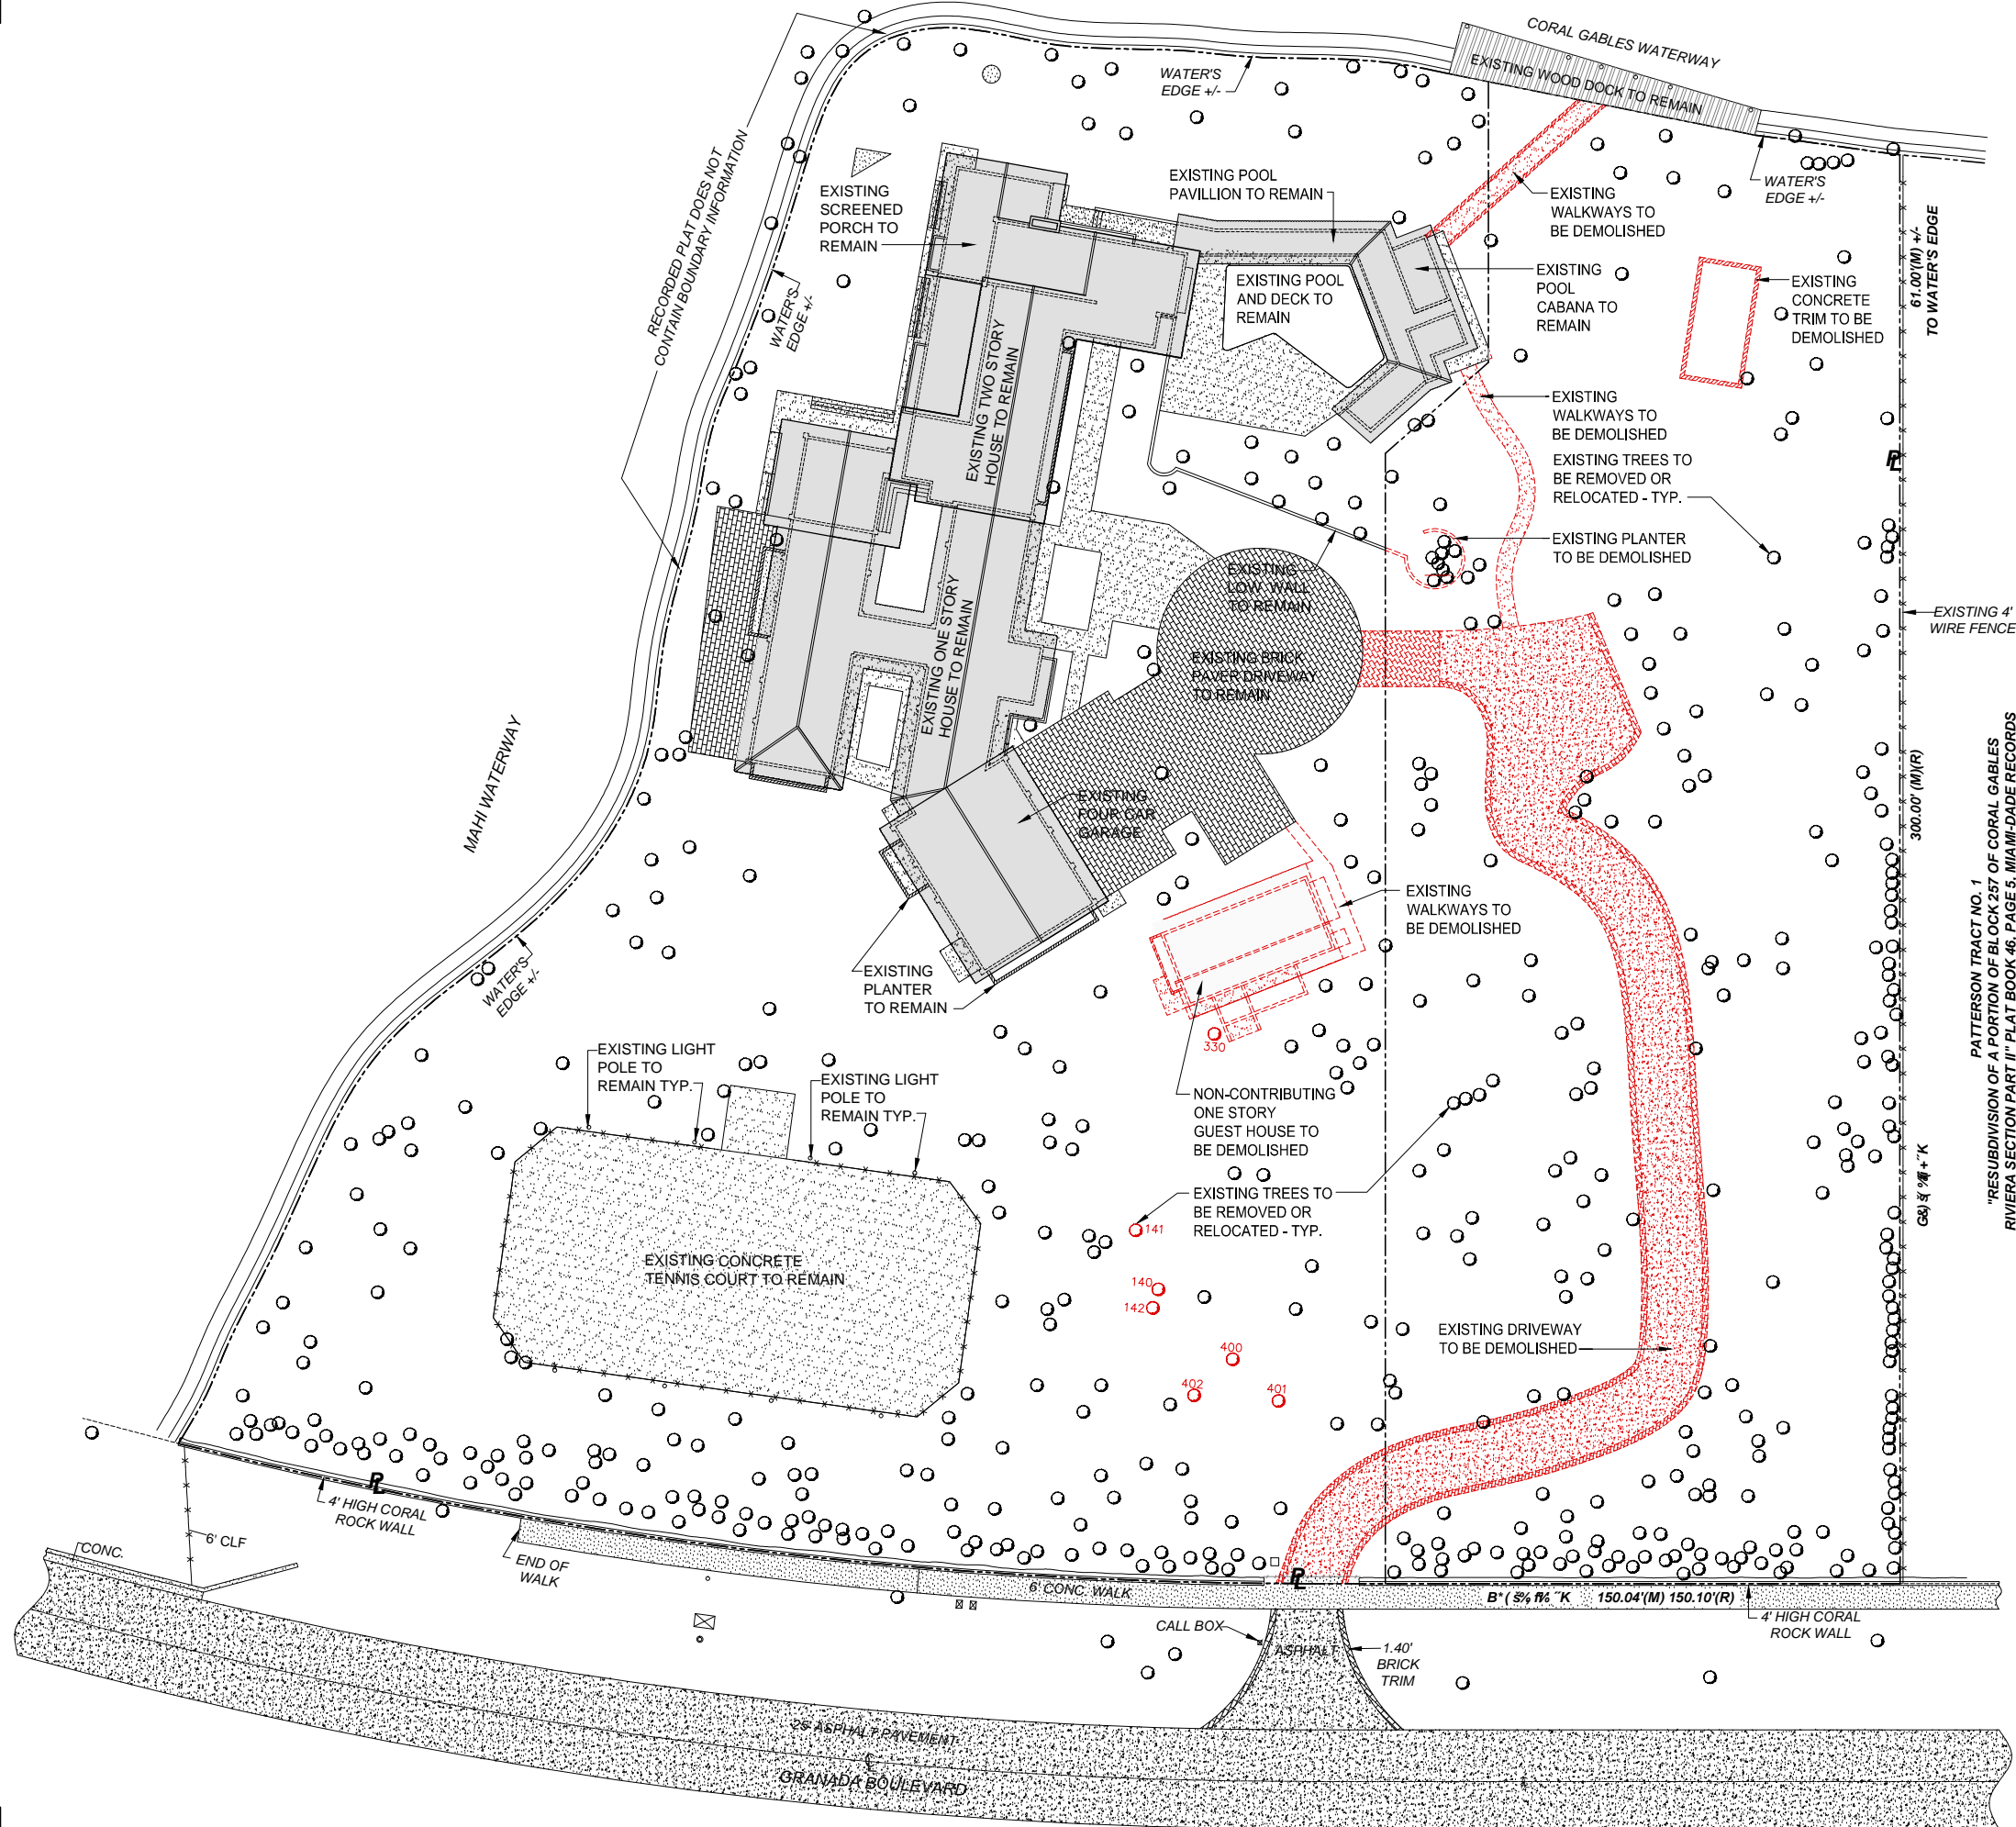 CORAL GABLES WATERWAY
EXISTING WOOD DOCK TO REMAIN
WATER'S
EDGE +/-
RECORDED PLAT DOES NOT
CONTAIN BOUNDARY INFORMATION
WATER'S
EDGE +/-
EXISTING
SCREENED
PORCH TO
REMAIN
EXISTING POOL
PAVILLION TO REMAIN
EXISTING
WALKWAYS TO
BE DEMOLISHED
WATER'S
EDGE +/-
61.00'(M) +/-
TO WATER'S EDGE
EXISTING POOL
AND DECK TO
REMAIN
EXISTING
POOL
CABANA TO
REMAIN
EXISTING
CONCRETE
TRIM TO BE
DEMOLISHED
EXISTING TWO STORY
HOUSE TO REMAIN
EXISTING
WALKWAYS TO
BE DEMOLISHED
EXISTING TREES TO
BE REMOVED OR
RELOCATED - TYP.
PL
EXISTING PLANTER
TO BE DEMOLISHED
EXISTING
LOW WALL
TO REMAIN
EXISTING 4'
WIRE FENCE
EXISTING ONE STORY
HOUSE TO REMAIN
EXISTING BRICK
PAVER DRIVEWAY
TO REMAIN
MAHI WATERWAY
EXISTING
FOUR CAR
GARAGE
300.00' (M)(R)
PATTERSON TRACT NO. 1
"RESUBDIVISION OF A PORTION OF BLOCK 257 OF CORAL GABLES
RIVIERA SECTION PART II" PLAT BOOK 46, PAGE 5, MIAMI-DADE RECORDS
EXISTING
WALKWAYS TO
BE DEMOLISHED
EXISTING
PLANTER
TO REMAIN
WATER'S
EDGE +/-
330
EXISTING LIGHT
POLE TO
REMAIN TYP.
EXISTING LIGHT
POLE TO
REMAIN TYP.
NON-CONTRIBUTING
ONE STORY
GUEST HOUSE TO
BE DEMOLISHED
EXISTING TREES TO
BE REMOVED OR
RELOCATED - TYP.
141
EXISTING CONCRETE
TENNIS COURT TO REMAIN
140
142
400
402
401
EXISTING DRIVEWAY
TO BE DEMOLISHED
PL
4' HIGH CORAL
ROCK WALL
6' CLF
CONC.
END OF
WALK
6' CONC. WALK
PL
150.04'(M) 150.10'(R)
4' HIGH CORAL
ROCK WALL
CALL BOX
ASPHALT
1.40'
BRICK
TRIM
25' ASPHALT PAVEMENT
CL
GRANADA BOULEVARD